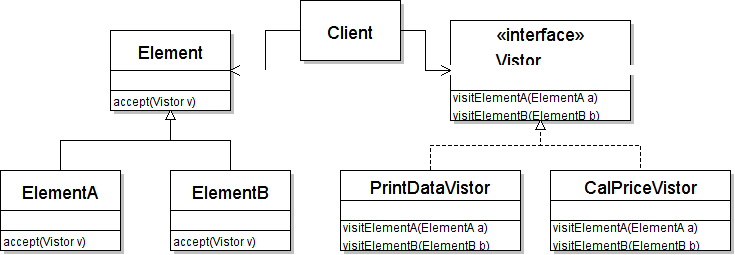 Client
Element
accept(Vistor v)
«interface»
Vistor
visitElementA(ElementA a)
visitElementB(ElementB b)
ElementA
accept(Vistor v)
ElementB
accept(Vistor v)
PrintDataVistor
visitElementA(ElementA a)
visitElementB(ElementB b)
CalPriceVistor
visitElementA(ElementA a)
visitElementB(ElementB b)